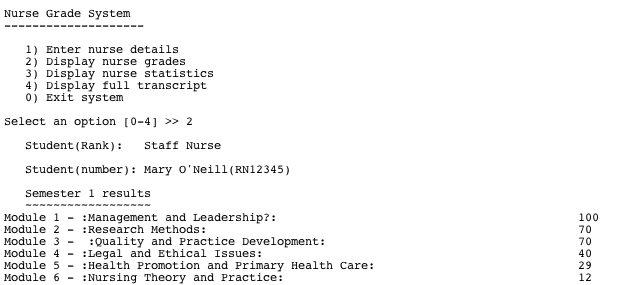 Nurse Grade System
--------------------
1) Enter nurse details
2) Display nurse grades
3) Display nurse statistics
4) Display full transcript
0) Exit system
Select an option [0-4] >> 2
Student(Rank):   Staff Nurse
Student(number): Mary O'Neill(RN12345)
Semester 1 results
~~~~~~~~~~~~~~~~~~
Module 1 - :Management and Leadership?: 100
Module 2 - :Research Methods: 70
Module 3 -  :Quality and Practice Development: 70
Module 4 - :Legal and Ethical Issues: 40
Module 5 - :Health Promotion and Primary Health Care: 29
Module 6 - :Nursing Theory and Practice: 12